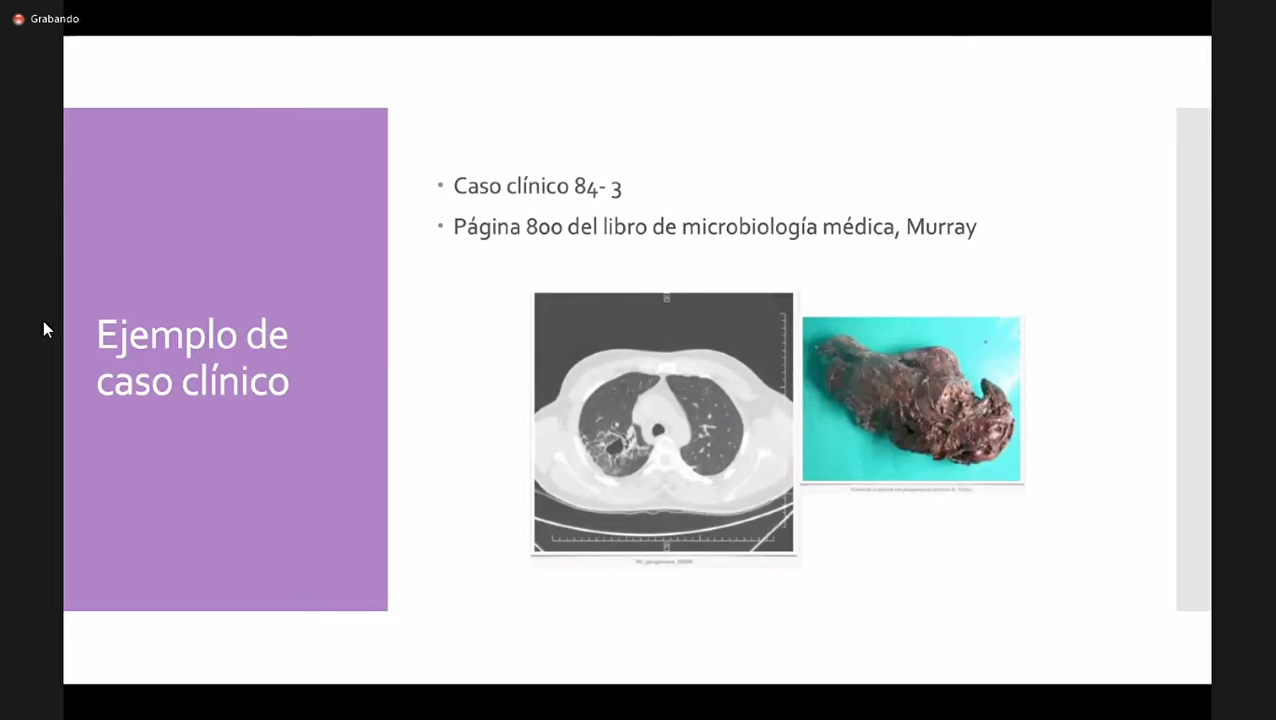 Grabando
Caso clínico 84- 3
Página 800 del libro de microbiología médica, Murray
Ejemplo de
caso clínico